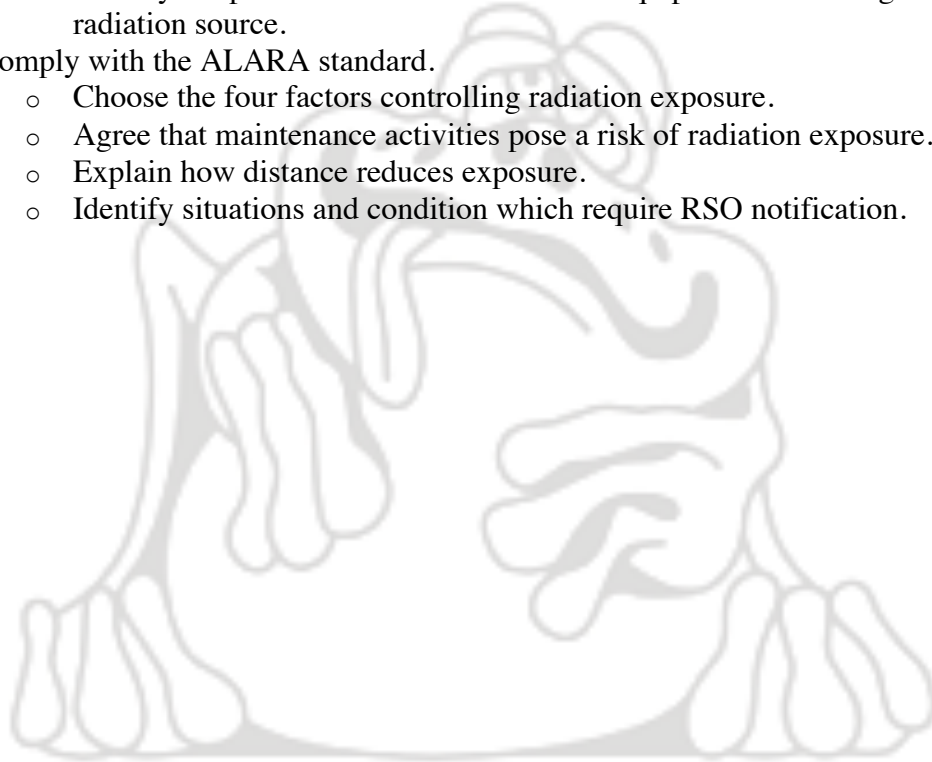 radiation source.
omply with the ALARA standard.
o Choose the four factors controlling radiation exposure.
o Agree that maintenance activities pose a risk of radiation exposure.
o Explain how distance reduces exposure.
o Identify situations and condition which require RSO notification.